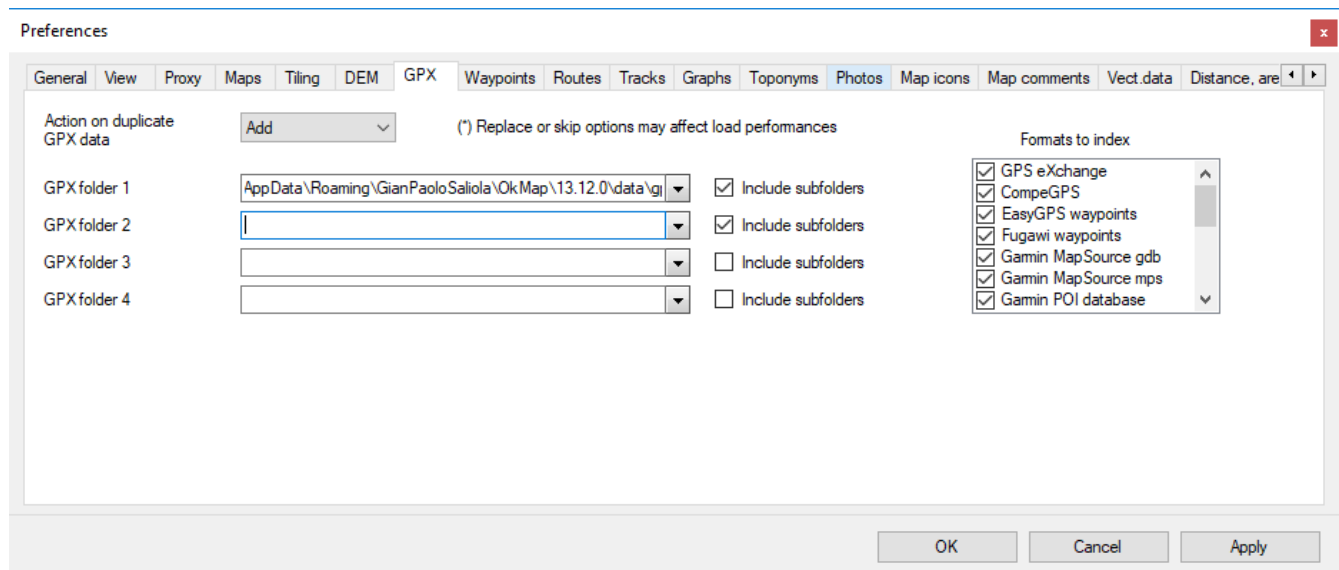 Preferences
x
General View Proxy Maps Tiling DEM GPX Waypoints Routes Tracks Graphs Toponyms Photos Map icons Map comments Vect.data Distance, are
Action on duplicate
GPX data
Add
(*) Replace or skip options may affect load performances
Formats to index
GPX folder 1
AppData\Roaming\GianPaoloSaliola\OkMap\13.12.0\data\g
Include subfolders
GPX folder 2
Include subfolders
GPX folder 3
Include subfolders
GPX folder 4
Include subfolders
GPS eXchange
CompeGPS
EasyGPS waypoints
Fugawi waypoints
Garmin MapSource gdb
Garmin MapSource mps
Garmin POI database
OK
Cancel
Apply